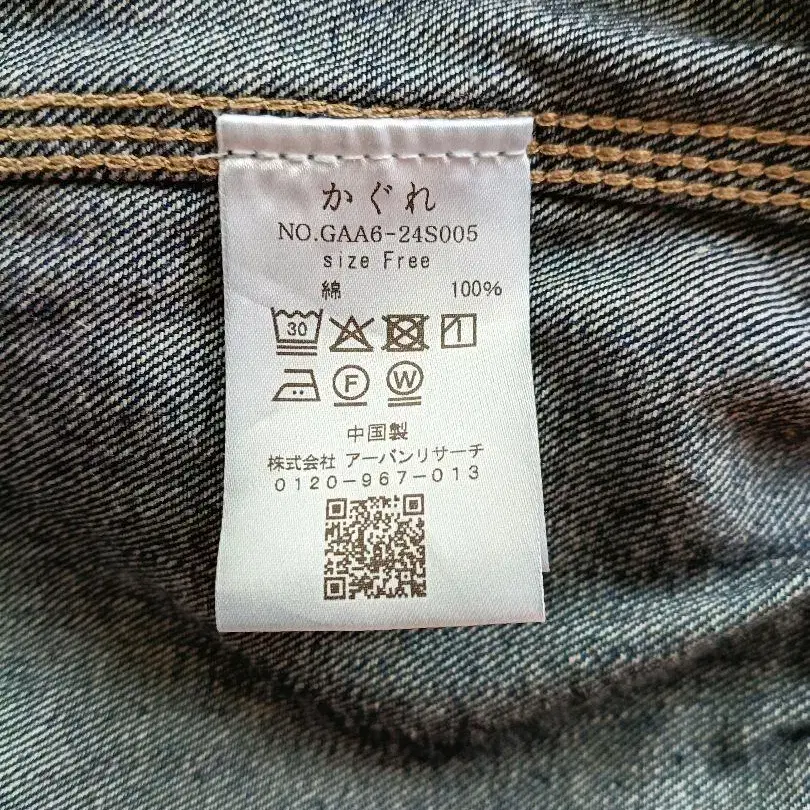 かぐれ
NO.GAA6-24S005
size Free
綿 100%
30
F W
中国製
株式会社 アーバンリサーチ
0120-967-013